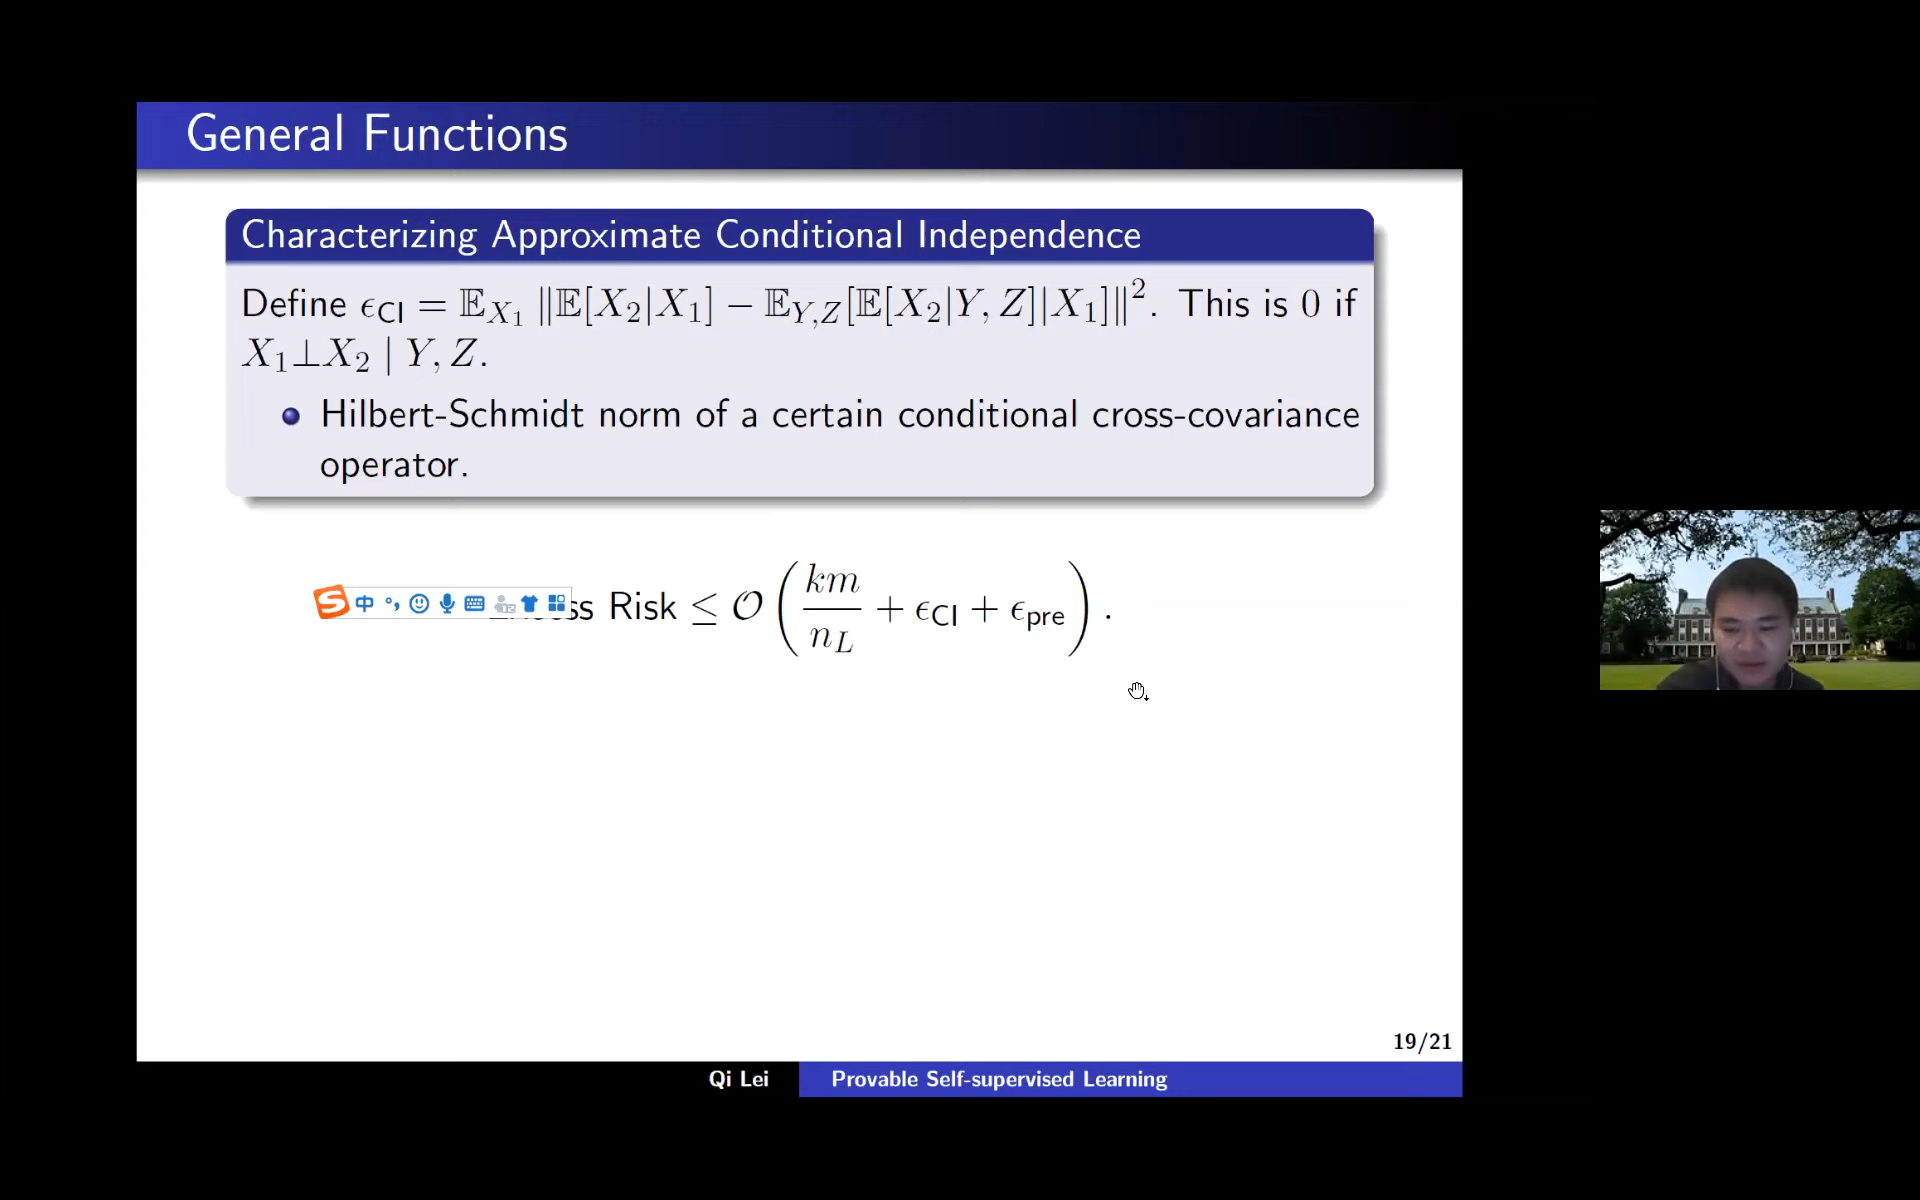 General Functions
Characterizing Approximate Conditional Independence
Define ϵ_CI = 𝔼_{X_1} ‖𝔼[X_2|X_1] − 𝔼_{Y,Z}[𝔼[X_2|Y, Z]|X_1]‖². This is 0 if
X_1⊥X_2 | Y, Z.
Hilbert-Schmidt norm of a certain conditional cross-covariance
operator.
S 中 ss Risk ≤ 𝒪 ( km / n_L + ϵ_CI + ϵ_pre ) .
19/21
Qi Lei Provable Self-supervised Learning